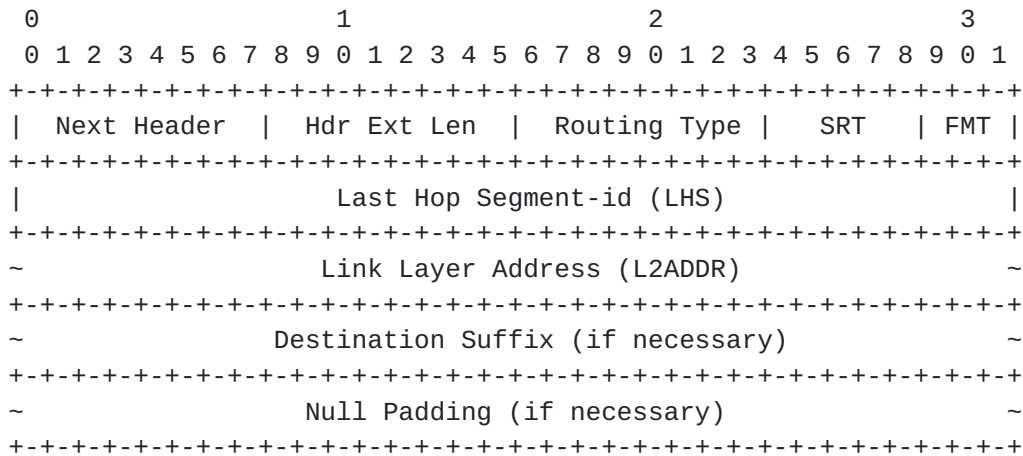 0                   1                   2                   3
 0 1 2 3 4 5 6 7 8 9 0 1 2 3 4 5 6 7 8 9 0 1 2 3 4 5 6 7 8 9 0 1
+-+-+-+-+-+-+-+-+-+-+-+-+-+-+-+-+-+-+-+-+-+-+-+-+-+-+-+-+-+-+-+-+
|  Next Header  |  Hdr Ext Len  |  Routing Type |   SRT   | FMT |
+-+-+-+-+-+-+-+-+-+-+-+-+-+-+-+-+-+-+-+-+-+-+-+-+-+-+-+-+-+-+-+-+
|                    Last Hop Segment-id (LHS)                  |
+-+-+-+-+-+-+-+-+-+-+-+-+-+-+-+-+-+-+-+-+-+-+-+-+-+-+-+-+-+-+-+-+
~                   Link Layer Address (L2ADDR)                 ~
+-+-+-+-+-+-+-+-+-+-+-+-+-+-+-+-+-+-+-+-+-+-+-+-+-+-+-+-+-+-+-+-+
~                Destination Suffix (if necessary)              ~
+-+-+-+-+-+-+-+-+-+-+-+-+-+-+-+-+-+-+-+-+-+-+-+-+-+-+-+-+-+-+-+-+
~                  Null Padding (if necessary)                  ~
+-+-+-+-+-+-+-+-+-+-+-+-+-+-+-+-+-+-+-+-+-+-+-+-+-+-+-+-+-+-+-+-+